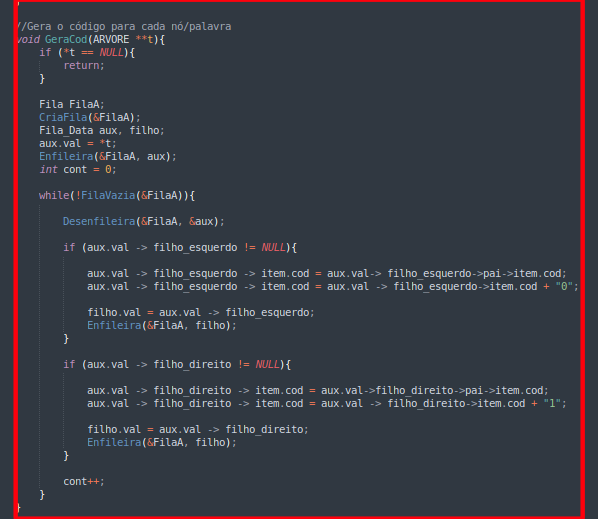 }
//Gera o código para cada nó/palavra
void GeraCod(ARVORE **t){
if (*t == NULL){
return;
}
Fila FilaA;
CriaFila(&FilaA);
Fila_Data aux, filho;
aux.val = *t;
Enfileira(&FilaA, aux);
int cont = 0;
while(!FilaVazia(&FilaA)){
Desenfileira(&FilaA, &aux);
if (aux.val -> filho_esquerdo != NULL){
aux.val -> filho_esquerdo -> item.cod = aux.val-> filho_esquerdo->pai->item.cod;
aux.val -> filho_esquerdo -> item.cod = aux.val -> filho_esquerdo->item.cod + "0";
filho.val = aux.val -> filho_esquerdo;
Enfileira(&FilaA, filho);
}
if (aux.val -> filho_direito != NULL){
aux.val -> filho_direito -> item.cod = aux.val->filho_direito->pai->item.cod;
aux.val -> filho_direito -> item.cod = aux.val -> filho_direito->item.cod + "1";
filho.val = aux.val -> filho_direito;
Enfileira(&FilaA, filho);
}
cont++;
}
}